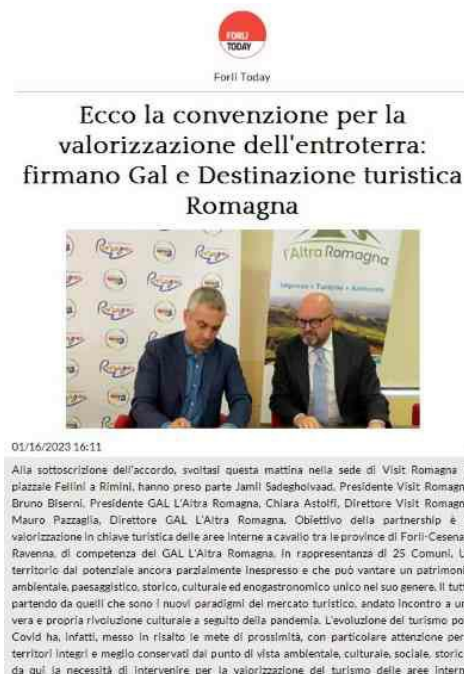 FORLI'
TODAY
Forlì Today
Ecco la convenzione per la
valorizzazione dell'entroterra:
firmano Gal e Destinazione turistica
Romagna
l'Altra Romagna
Imprese • Turismo • Ambiente
01/16/2023 16:11
Alla sottoscrizione dell'accordo, svoltasi questa mattina nella sede di Visit Romagna
piazzale Fellini a Rimini, hanno preso parte Jamil Sadegholvaad, Presidente Visit Romagn
Bruno Biserni, Presidente GAL L'Altra Romagna, Chiara Astolfi, Direttore Visit Romagn
Mauro Pazzaglia, Direttore GAL L'Altra Romagna. Obiettivo della partnership è
valorizzazione in chiave turistica delle aree interne a cavallo tra le province di Forlì-Cesena
Ravenna, di competenza del GAL L'Altra Romagna, in rappresentanza di 25 Comuni. U
territorio dal potenziale ancora parzialmente inespresso e che può vantare un patrimoni
ambientale, paesaggistico, storico, culturale ed enogastronomico unico nel suo genere. Il tutt
partendo da quelli che sono i nuovi paradigmi del mercato turistico, andato incontro a un
vera e propria rivoluzione culturale a seguito della pandemia. L'evoluzione del turismo po
Covid ha, infatti, messo in risalto le mete di prossimità, con particolare attenzione per
territori integri e meglio conservati dal punto di vista ambientale, culturale, sociale, storic
da qui la necessità di intervenire per la valorizzazione del turismo delle aree intern